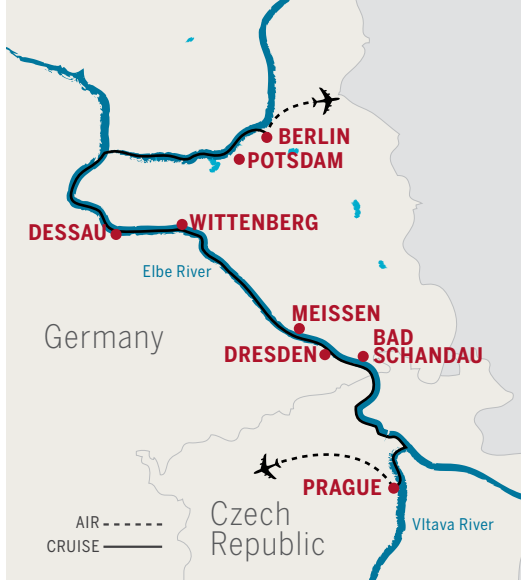 BERLIN
POTSDAM
WITTENBERG
DESSAU
Elbe River
MEISSEN
Germany
BAD
DRESDEN
SCHANDAU
PRAGUE
Czech
AIR
Vltava River
Republic
CRUISE